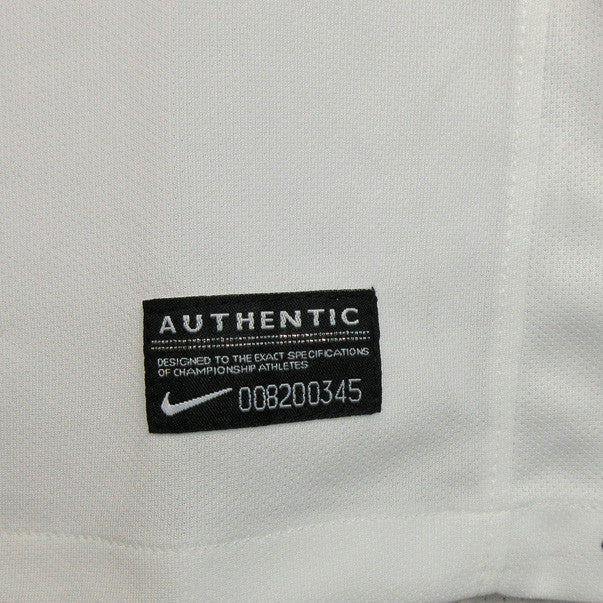 AUTHENTIC
DESIGNED TO THE EXACT SPECIFICATIONS
OF CHAMPIONSHIP ATHLETES
008200345